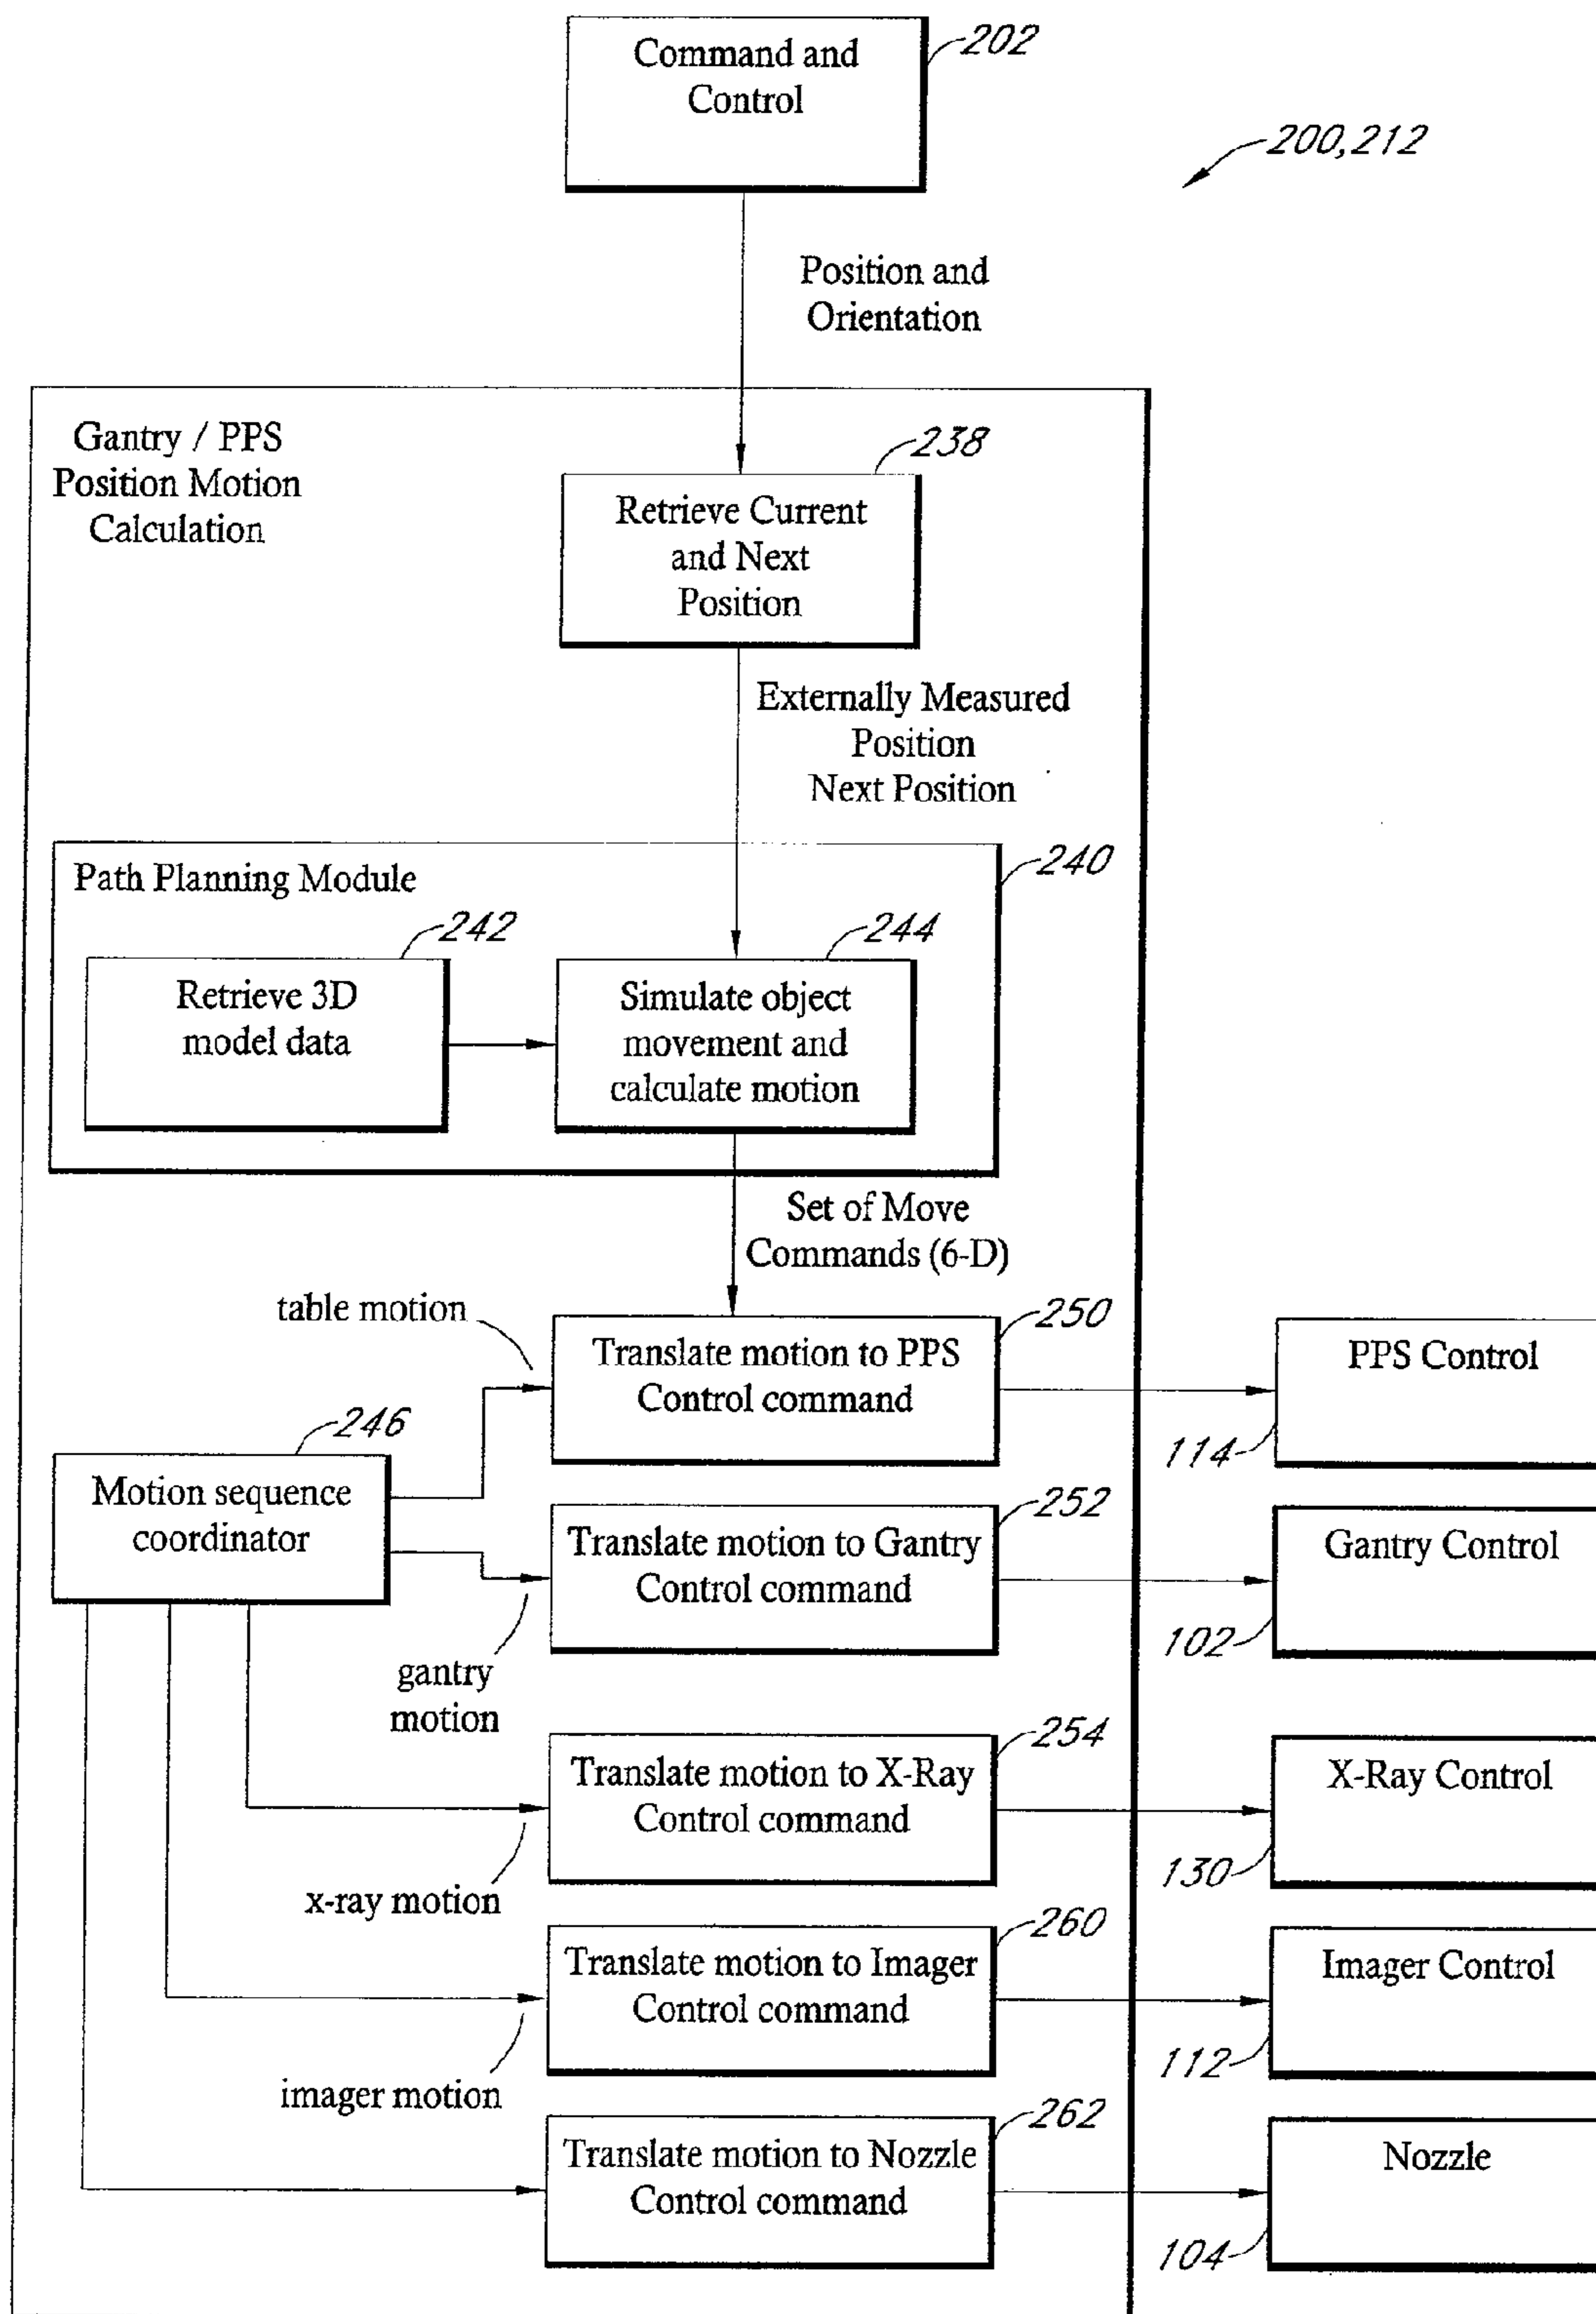 Command and
Control
202
200,212
Position and
Orientation
Gantry / PPS
Position Motion
Calculation
238
Retrieve Current
and Next
Position
Externally Measured
Position
Next Position
Path Planning Module
240
242
Retrieve 3D
model data
244
Simulate object
movement and
calculate motion
Set of Move
Commands (6-D)
table motion
250
Translate motion to PPS
Control command
PPS Control
114
246
Motion sequence
coordinator
252
Translate motion to Gantry
Control command
Gantry Control
102
gantry
motion
254
Translate motion to X-Ray
Control command
X-Ray Control
130
x-ray motion
260
Translate motion to Imager
Control command
Imager Control
112
imager motion
262
Translate motion to Nozzle
Control command
Nozzle
104